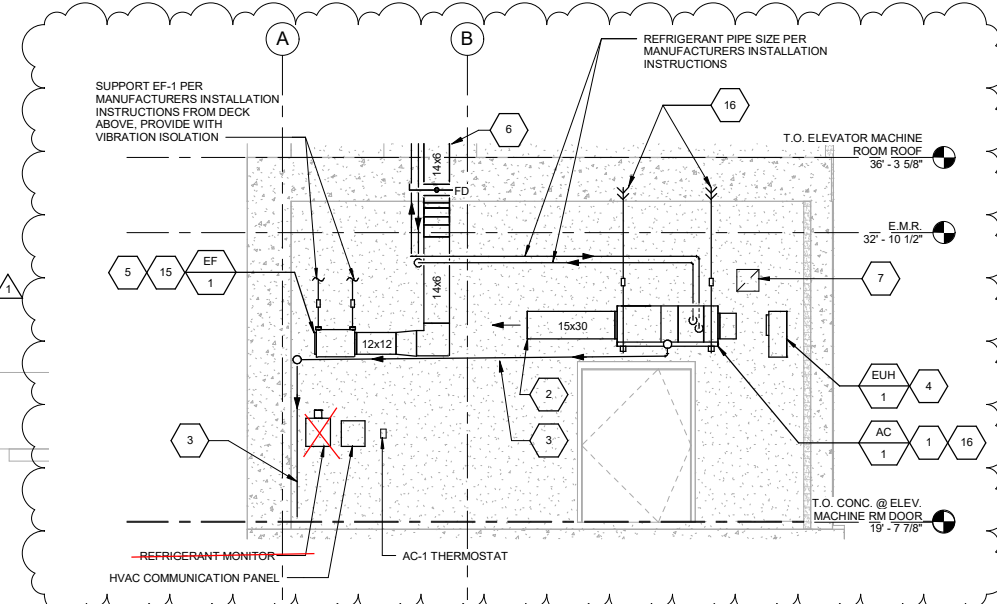 A
B
REFRIGERANT PIPE SIZE PER
MANUFACTURERS INSTALLATION
INSTRUCTIONS
SUPPORT EF-1 PER
MANUFACTURERS INSTALLATION
INSTRUCTIONS FROM DECK
ABOVE, PROVIDE WITH
VIBRATION ISOLATION
16
6
T.O. ELEVATOR MACHINE
ROOM ROOF
36' - 3 5/8"
14x6
FD
E.M.R.
32' - 10 1/2"
5
15
EF
1
7
1
14x6
12x12
15x30
EUH
1
4
2
AC
1
1
16
3
3
T.O. CONC. @ ELEV.
MACHINE RM DOOR
19' - 7 7/8"
REFRIGERANT MONITOR
AC-1 THERMOSTAT
HVAC COMMUNICATION PANEL